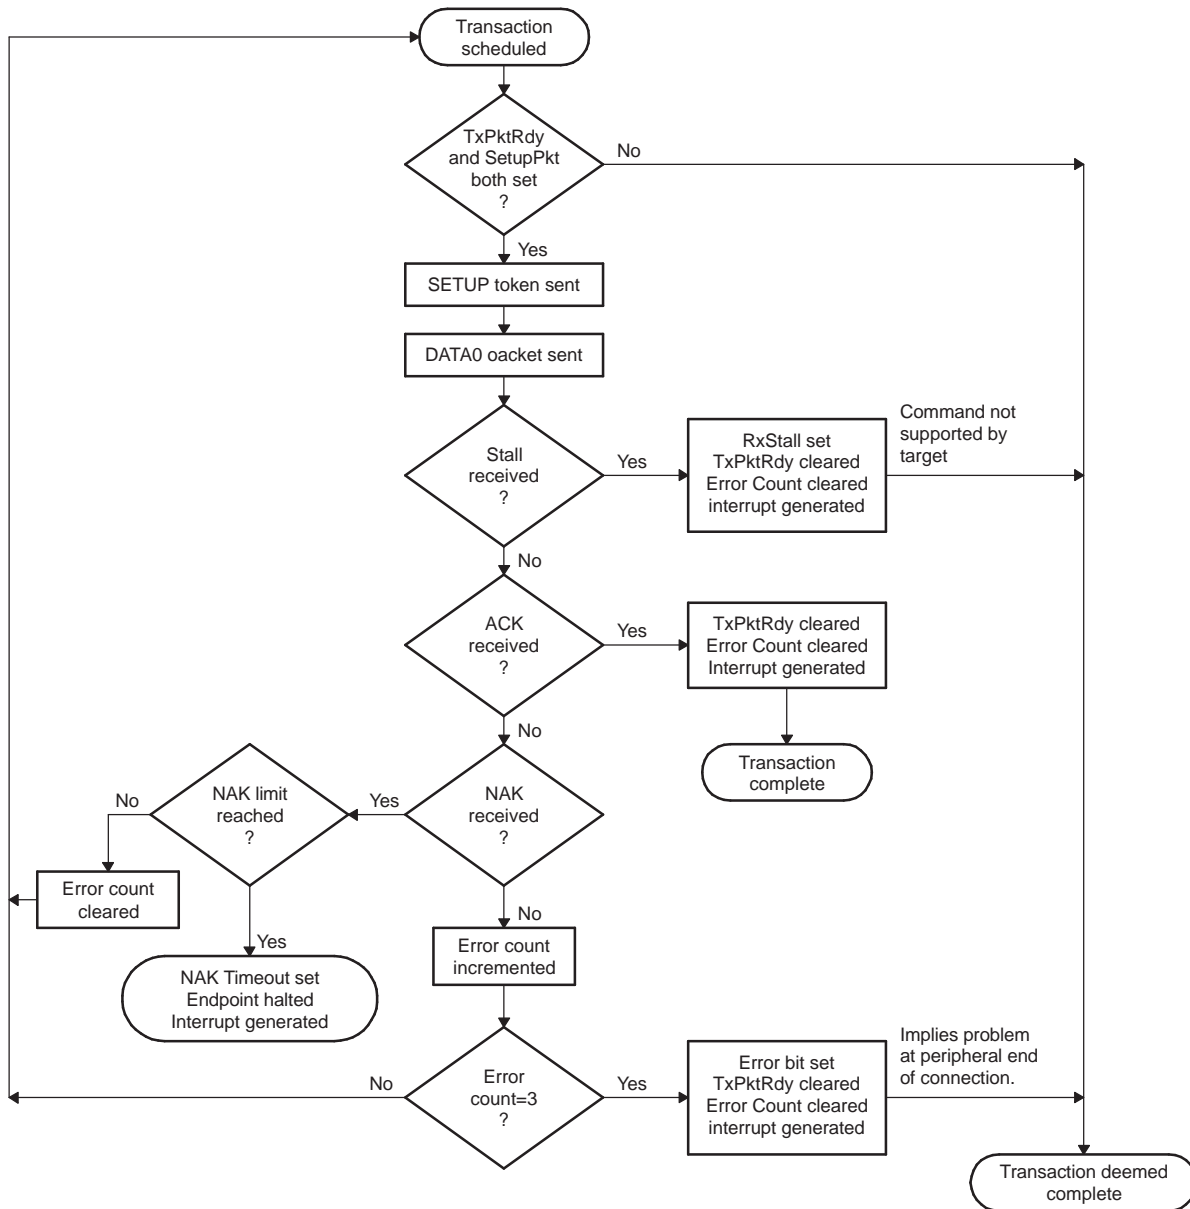 Transaction
scheduled
TxPktRdy
and SetupPkt
both set
?
No
Yes
SETUP token sent
DATA0 oacket sent
Stall
received
?
Yes
RxStall set
TxPktRdy cleared
Error Count cleared
interrupt generated
Command not
supported by
target
No
ACK
received
?
Yes
TxPktRdy cleared
Error Count cleared
Interrupt generated
No
Transaction
complete
NAK
received
?
Yes
NAK limit
reached
?
No
Error count
cleared
Yes
NAK Timeout set
Endpoint halted
Interrupt generated
No
Error count
incremented
Error
count=3
?
No
Yes
Error bit set
TxPktRdy cleared
Error Count cleared
interrupt generated
Implies problem
at peripheral end
of connection.
Transaction deemed
complete